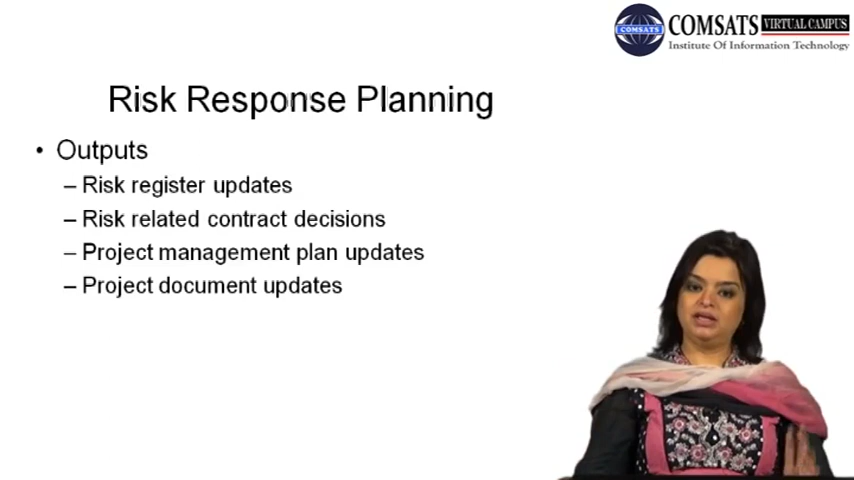 COMSATS VIRTUAL CAMPUS
Institute Of Information Technology
COMSATS
Risk Response Planning
• Outputs
– Risk register updates
– Risk related contract decisions
– Project management plan updates
– Project document updates